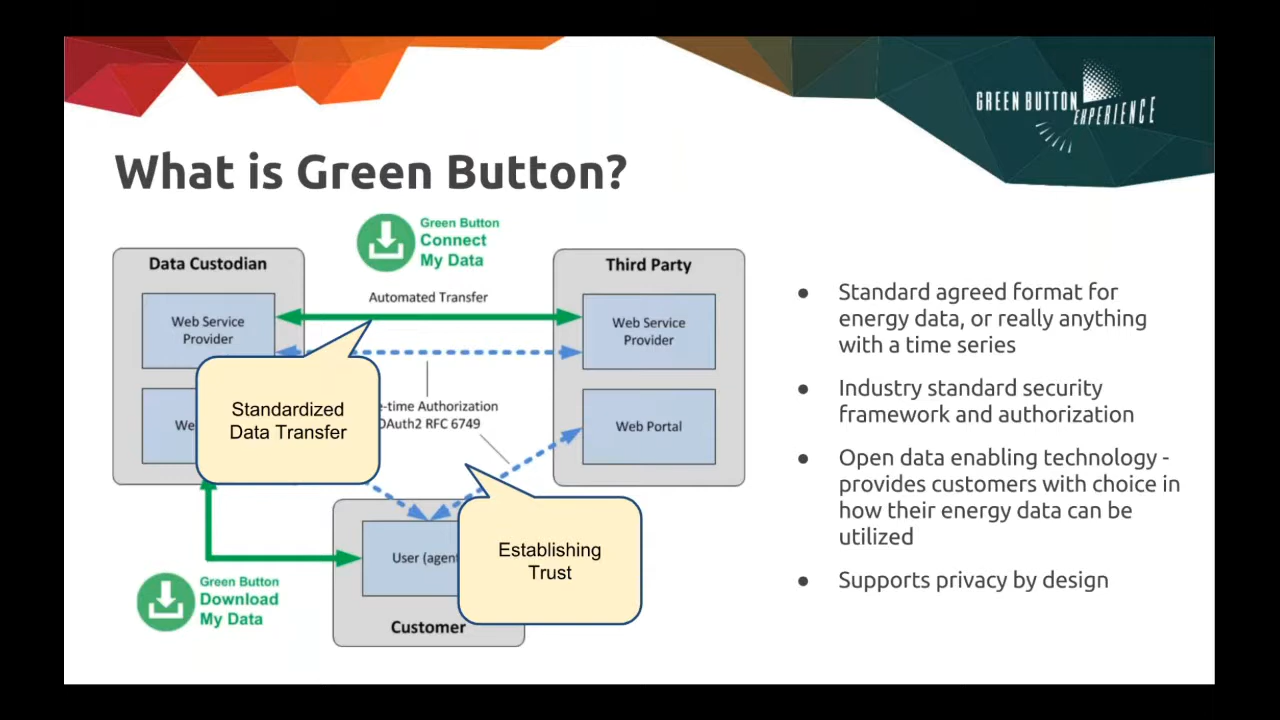 GREEN BUTTON
EXPERIENCE
What is Green Button?
Green Button
Connect
My Data
Data Custodian
Third Party
Automated Transfer
Web Service
Provider
Web Service
Provider
Standardized
Data Transfer
e-time Authorization
OAuth2 RFC 6749
We
Web Portal
User (agent
Establishing
Trust
Green Button
Download
My Data
Customer
● Standard agreed format for
energy data, or really anything
with a time series
● Industry standard security
framework and authorization
● Open data enabling technology -
provides customers with choice in
how their energy data can be
utilized
● Supports privacy by design